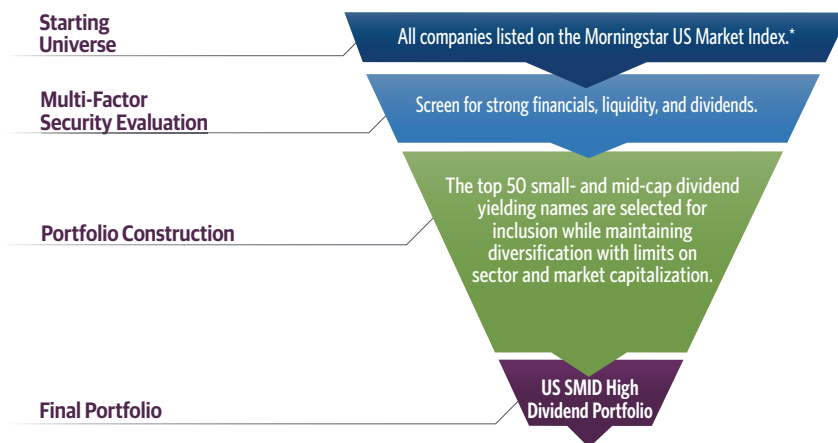 Starting
Universe
All companies listed on the Morningstar US Market Index.*
Multi-Factor
Security Evaluation
Screen for strong financials, liquidity, and dividends.
Portfolio Construction
The top 50 small- and mid-cap dividend
yielding names are selected for
inclusion while maintaining
diversification with limits on
sector and market capitalization.
Final Portfolio
US SMID High
Dividend Portfolio